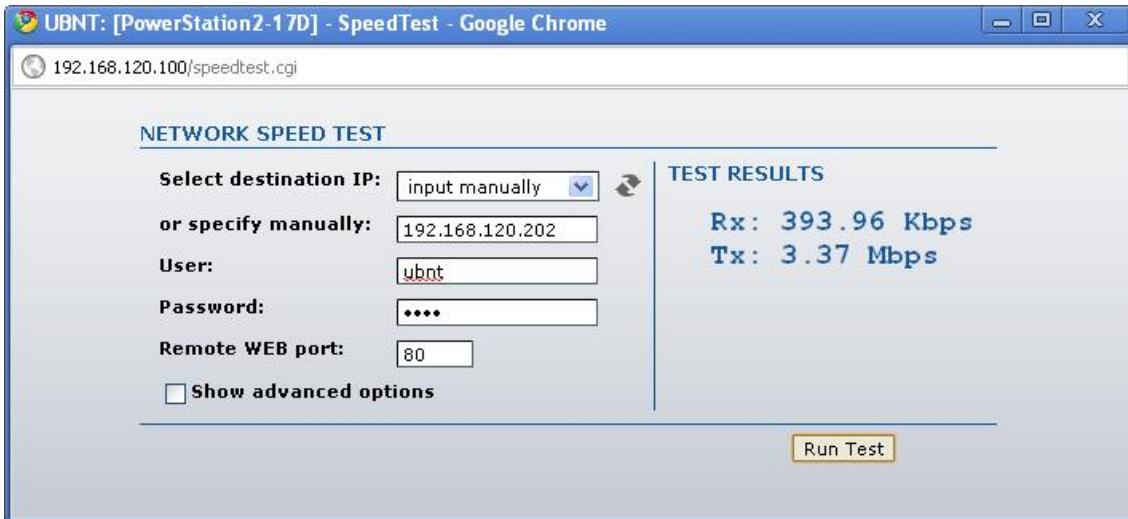 UBNT: [PowerStation2-17D] - SpeedTest - Google Chrome
192.168.120.100/speedtest.cgi
NETWORK SPEED TEST
Select destination IP: input manually
or specify manually: 192.168.120.202
User: ubnt
Password: ••••
Remote WEB port: 80
Show advanced options
TEST RESULTS
Rx: 393.96 Kbps
Tx: 3.37 Mbps
Run Test